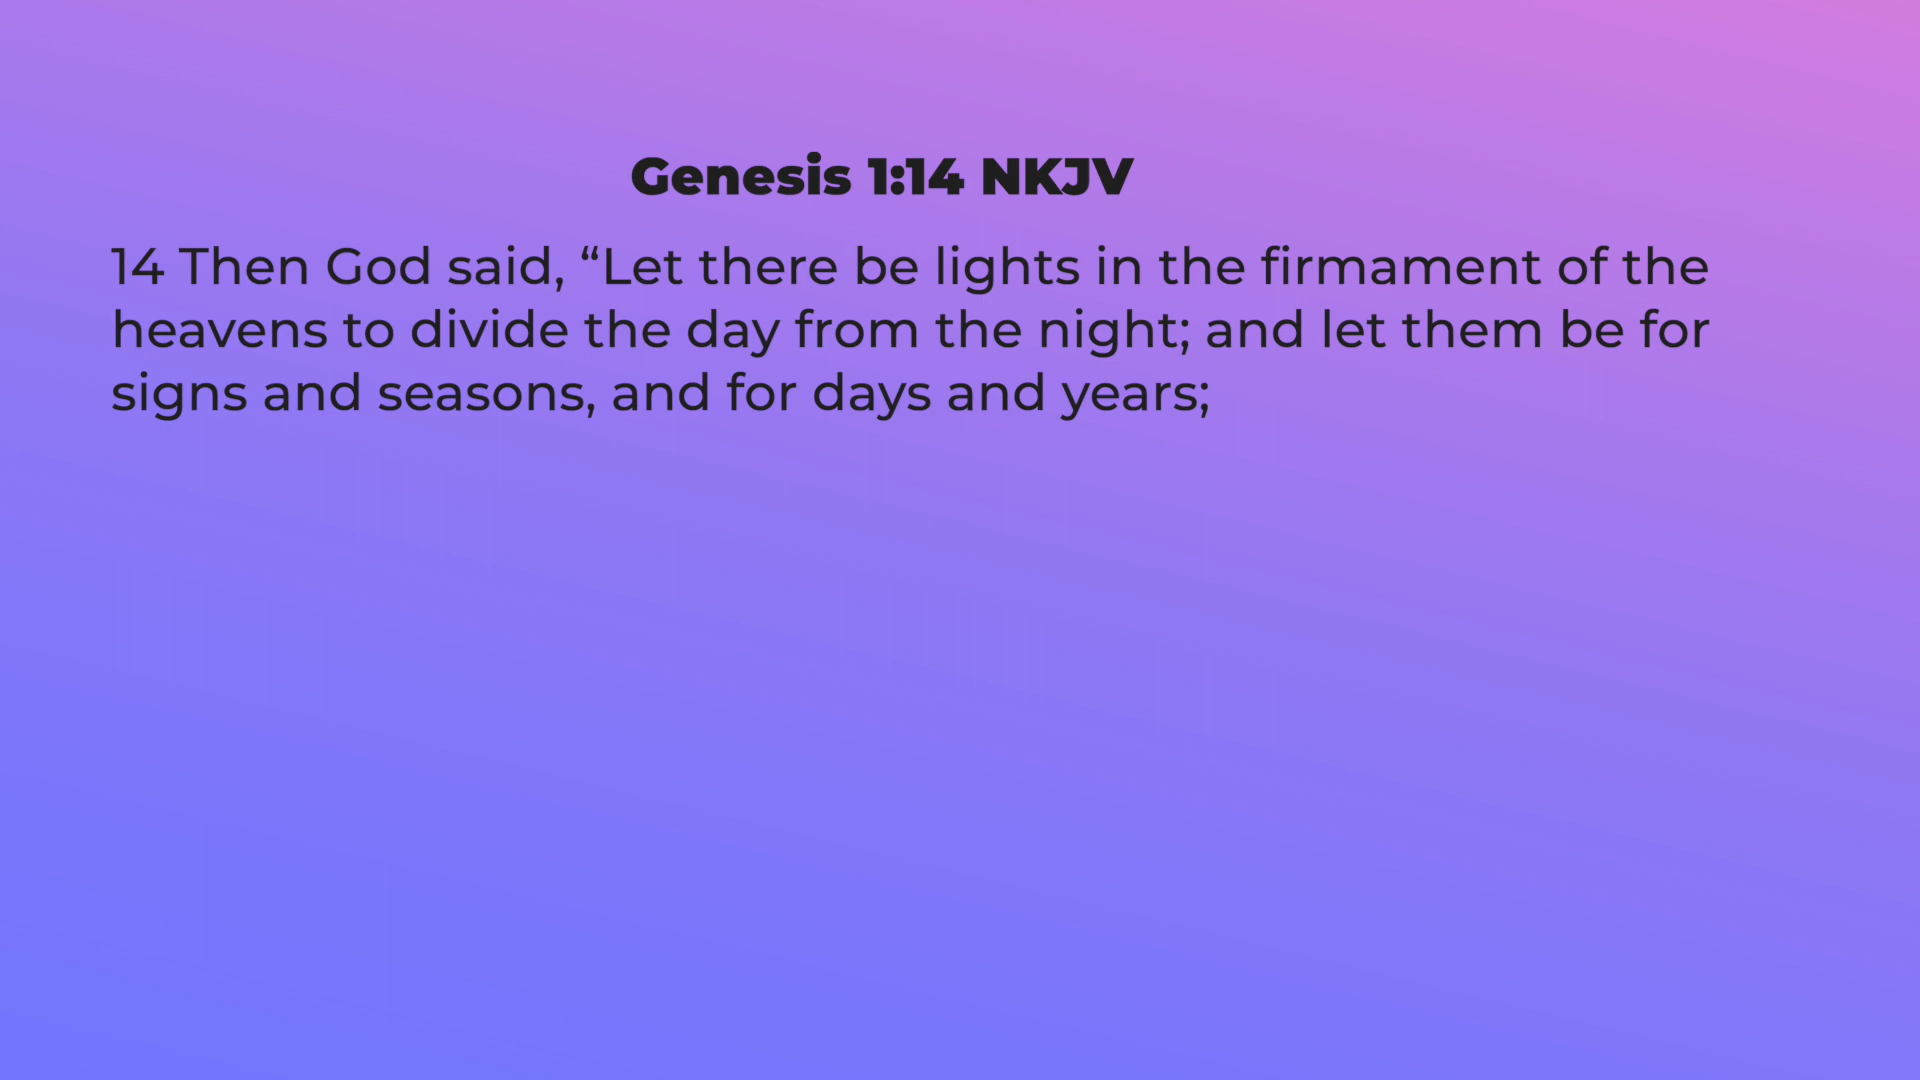 Genesis 1:14 NKJV
14 Then God said, “Let there be lights in the firmament of the
heavens to divide the day from the night; and let them be for
signs and seasons, and for days and years;